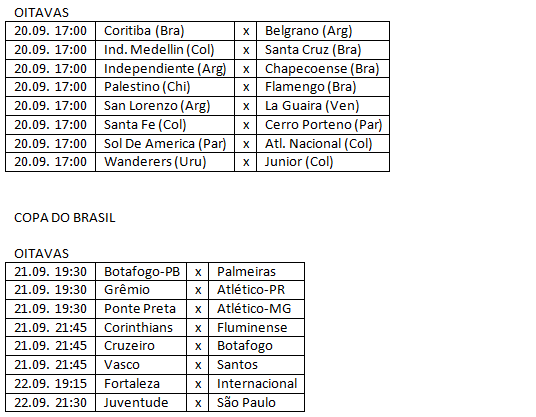 OITAVAS
20.09. 17:00 Coritiba (Bra) x Belgrano (Arg)
20.09. 17:00 Ind. Medellin (Col) x Santa Cruz (Bra)
20.09. 17:00 Independiente (Arg) x Chapecoense (Bra)
20.09. 17:00 Palestino (Chi) x Flamengo (Bra)
20.09. 17:00 San Lorenzo (Arg) x La Guaira (Ven)
20.09. 17:00 Santa Fe (Col) x Cerro Porteno (Par)
20.09. 17:00 Sol De America (Par) x Atl. Nacional (Col)
20.09. 17:00 Wanderers (Uru) x Junior (Col)
COPA DO BRASIL
OITAVAS
21.09. 19:30 Botafogo-PB x Palmeiras
21.09. 19:30 Grêmio x Atlético-PR
21.09. 19:30 Ponte Preta x Atlético-MG
21.09. 21:45 Corinthians x Fluminense
21.09. 21:45 Cruzeiro x Botafogo
21.09. 21:45 Vasco x Santos
22.09. 19:15 Fortaleza x Internacional
22.09. 21:30 Juventude x São Paulo